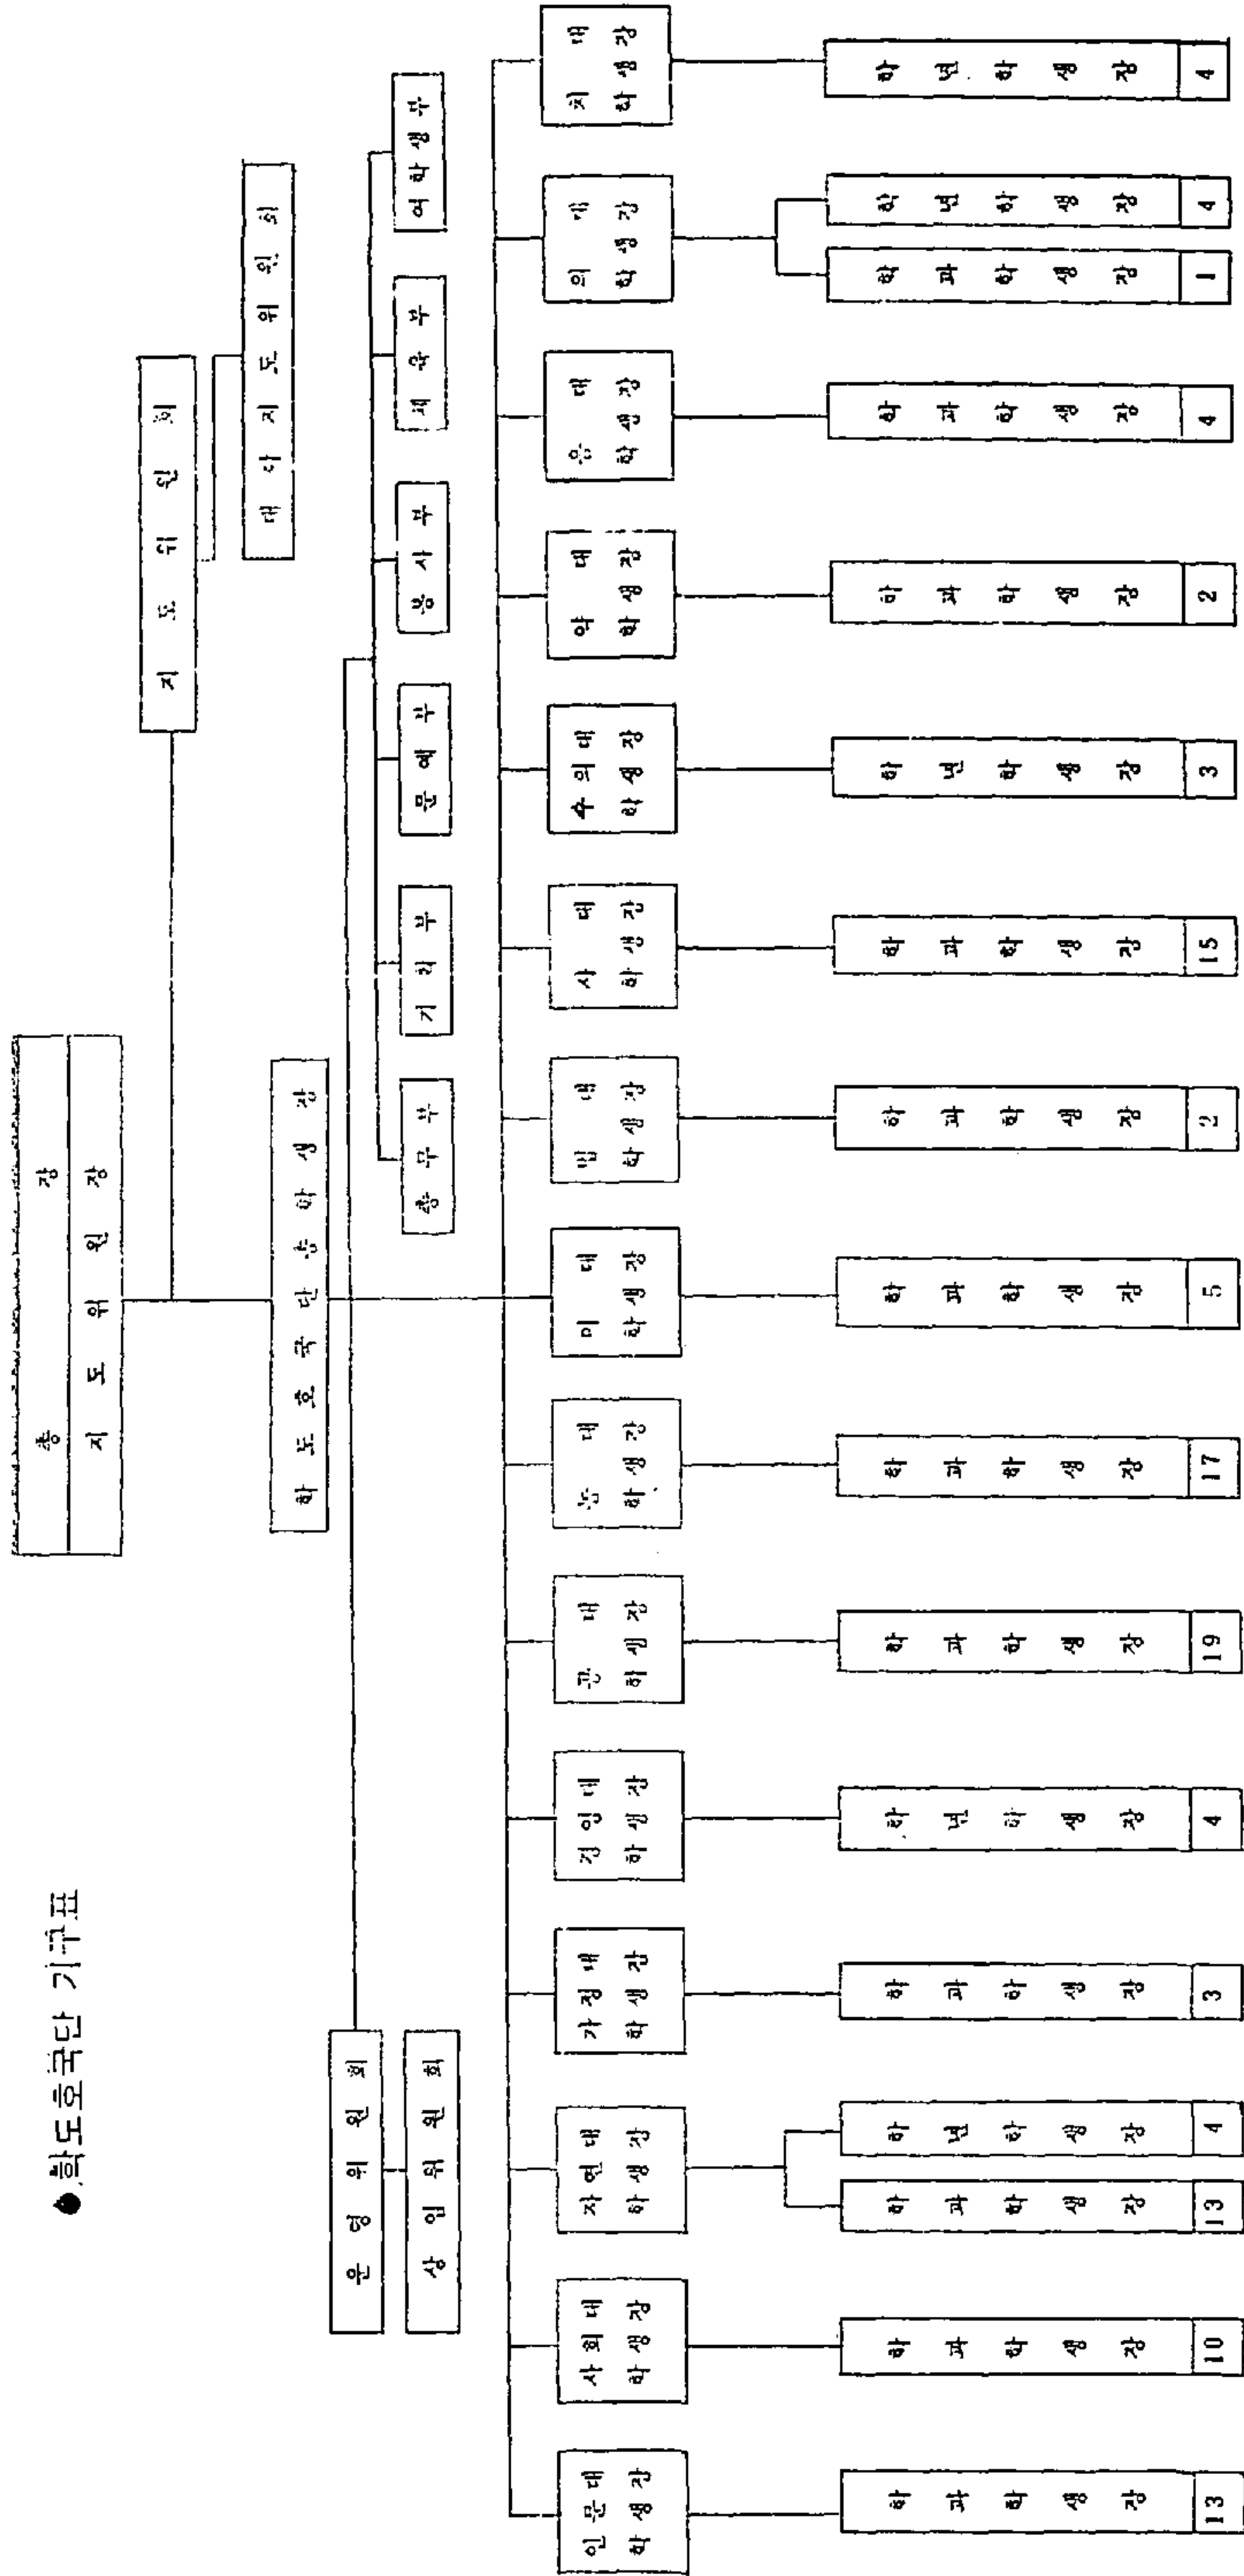 학도호국단 기구표
총장
지도위원장
지도위원회
대학지도위원회
학도호국단총학생장
운영위원회
상임위원회
총무부
기획부
문예부
봉사부
체육부
여학생부
인문대
학생장
사회대
학생장
자연대
학생장
가정대
학생장
경영대
학생장
공대
학생장
농대
학생장
미대
학생장
법대
학생장
사대
학생장
수의대
학생장
약대
학생장
음대
학생장
의대
학생장
치대
학생장
학과학생장 13
학과학생장 10
학과학생장 13
학년학생장 4
학과학생장 3
학년학생장 4
학과학생장 19
학과학생장 17
학과학생장 5
학과학생장 2
학과학생장 15
학년학생장 3
학과학생장 2
학과학생장 4
학과학생장 1
학년학생장 4
학년학생장 4